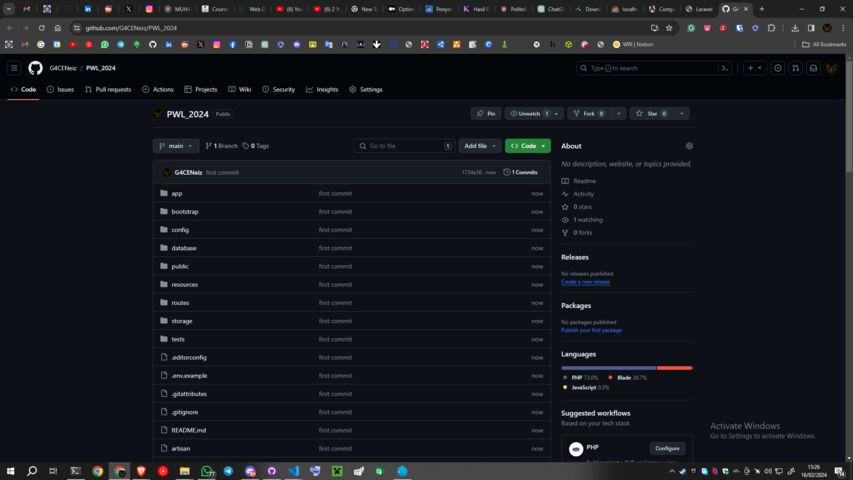 MUHA
Couns
Web D
(6) You
(2) 2 Y
New T
Optim
Penye
Hasil P
Politek
ChatG
Downl
localh
Comp
Laravel
G4
github.com/G4CENeiz/PWL_2024
WRI | Notion
All Bookmarks
G4CENeiz / PWL_2024
Type / to search
Code
Issues
Pull requests
Actions
Projects
Wiki
Security
Insights
Settings
PWL_2024
Public
Pin
Unwatch 1
Fork 0
Star 0
main
1 Branch
0 Tags
Go to file
t
Add file
Code
G4CENeiz first commit
now
1 Commits
app first commit now
bootstrap first commit now
config first commit now
database first commit now
public first commit now
resources first commit now
routes first commit now
storage first commit now
tests first commit now
.editorconfig first commit now
.env.example first commit now
.gitattributes first commit now
.gitignore first commit now
README.md first commit now
artisan first commit now
About
No description, website, or topics provided.
Readme
Activity
0 stars
1 watching
0 forks
Releases
No releases published
Create a new release
Packages
No packages published
Publish your first package
Languages
PHP 73.0%
Blade 26.7%
JavaScript 0.3%
Suggested workflows
Based on your tech stack
PHP
Configure
Activate Windows
Go to Settings to activate Windows.
15:26
16/02/2024